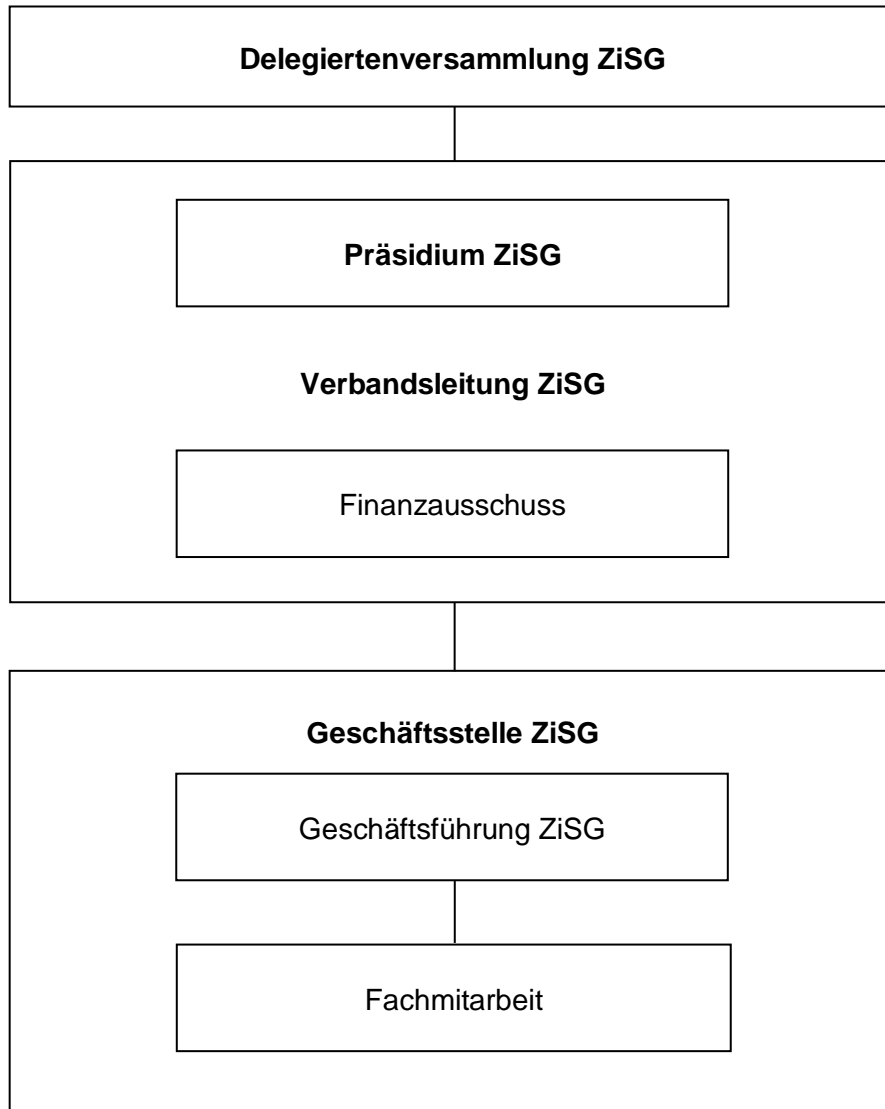 Delegiertenversammlung ZiSG
Präsidium ZiSG
Verbandsleitung ZiSG
Finanzausschuss
Geschäftsstelle ZiSG
Geschäftsführung ZiSG
Fachmitarbeit